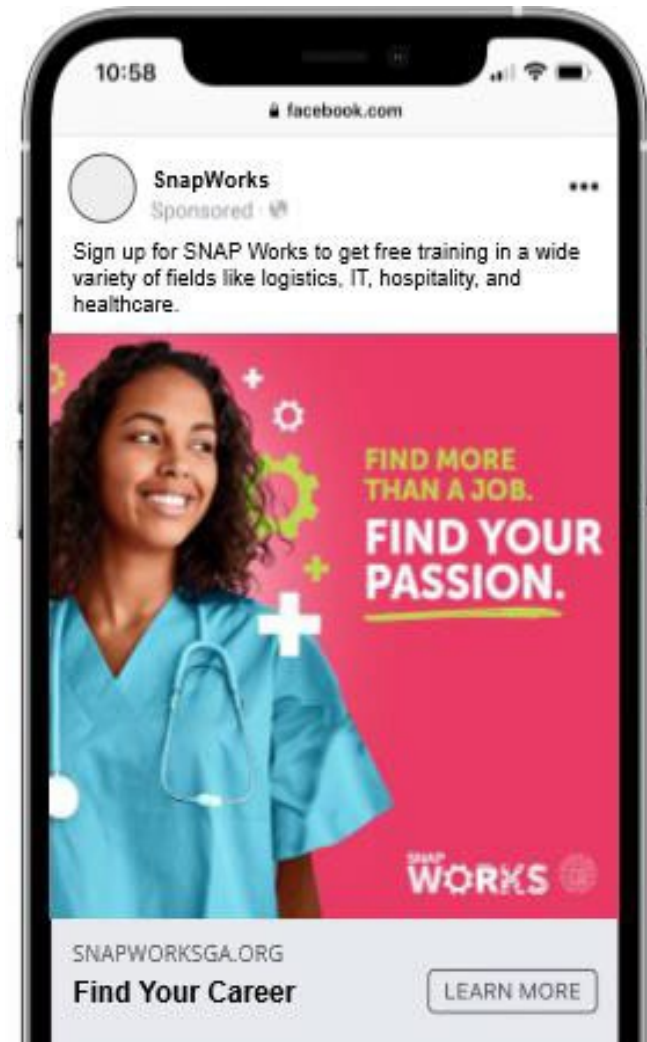 10:58
facebook.com
SnapWorks
Sponsored
Sign up for SNAP Works to get free training in a wide
variety of fields like logistics, IT, hospitality, and
healthcare.
FIND MORE
THAN A JOB.
FIND YOUR
PASSION.
SNAP
WORKS
SNAPWORKSGA.ORG
Find Your Career
LEARN MORE